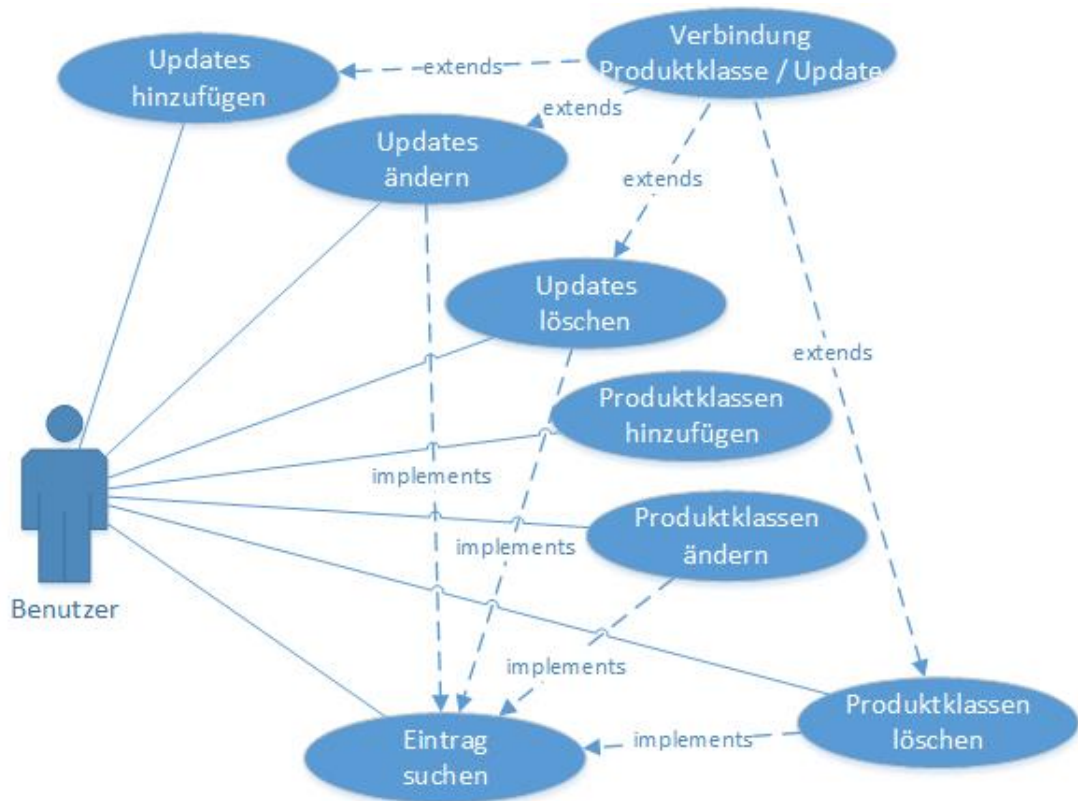 Updates
hinzufügen
Verbindung
Produktklasse / Update
extends
extends
Updates
ändern
extends
Updates
löschen
extends
Produktklassen
hinzufügen
implements
Produktklassen
ändern
implements
Benutzer
implements
Produktklassen
löschen
Eintrag
suchen
implements